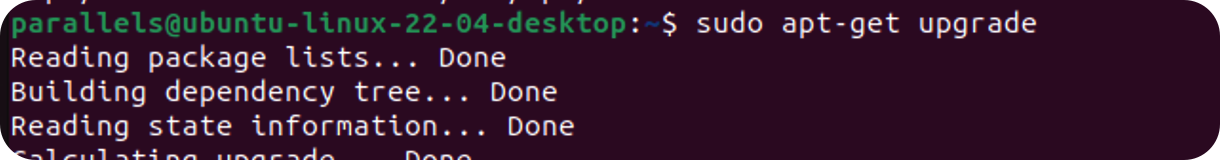 parallels@ubuntu-linux-22-04-desktop:~$ sudo apt-get upgrade
Reading package lists... Done
Building dependency tree... Done
Reading state information... Done
Calculating upgrade... Done